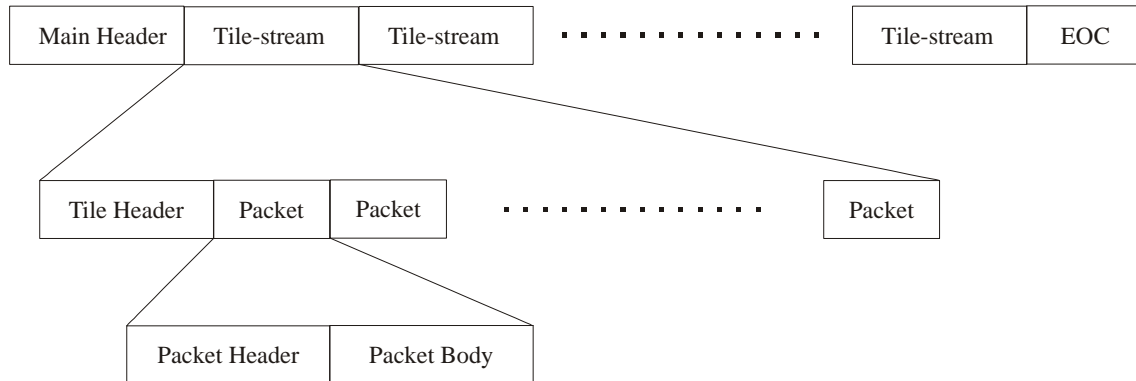 Main Header Tile-stream Tile-stream Tile-stream EOC
Tile Header Packet Packet Packet
Packet Header Packet Body